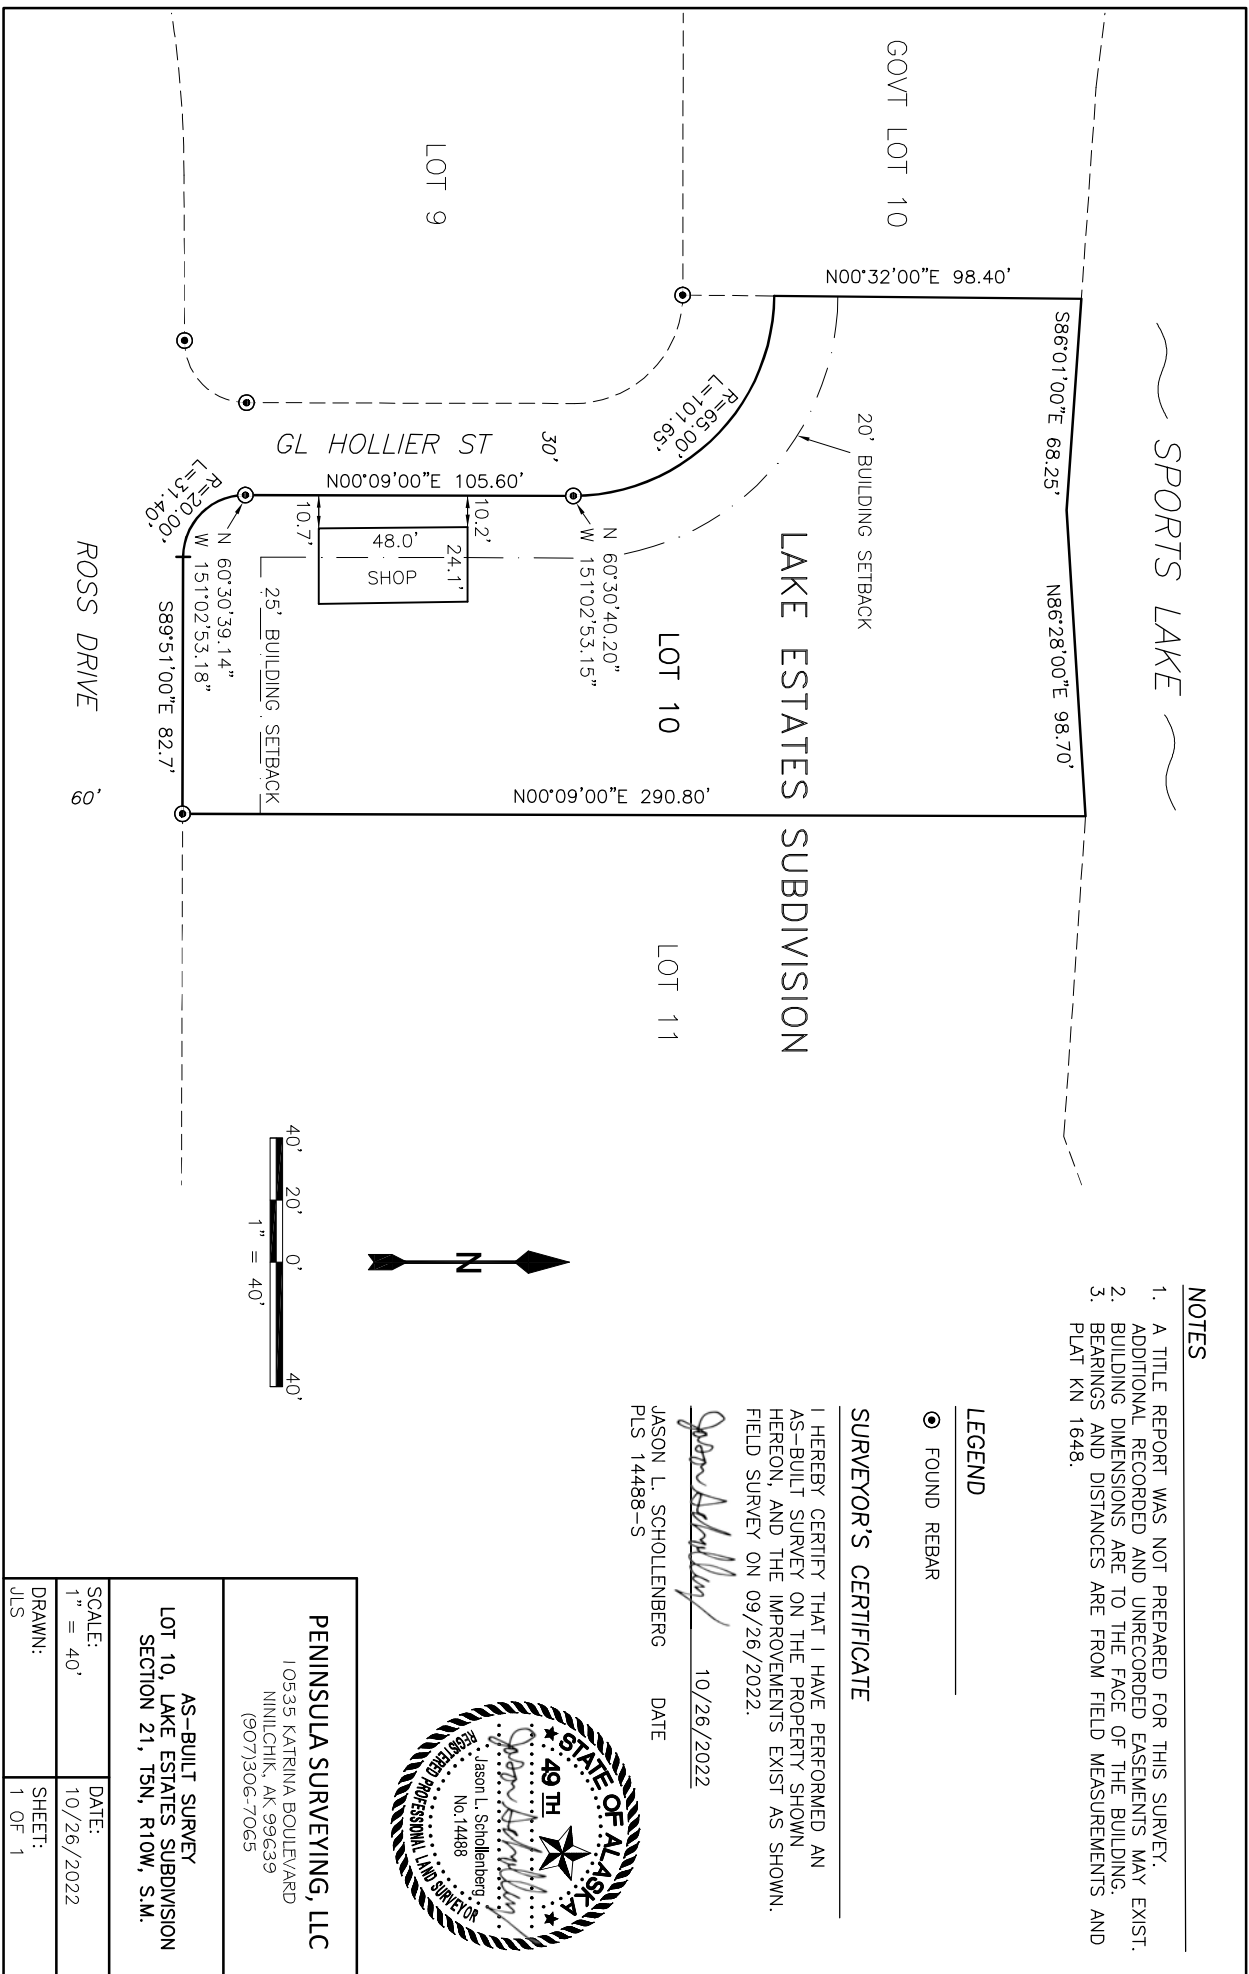 SPORTS LAKE
GOVT LOT 10
N00°32'00"E 98.40'
S86°01'00"E 68.25'
N86°28'00"E 98.70'
20' BUILDING SETBACK
LAKE ESTATES SUBDIVISION
R=65.00'
L=101.65'
LOT 9
LOT 10
LOT 11
GL HOLLIER ST
30'
N00°09'00"E 105.60'
N 60°30'40.20"
W 151°02'53.15"
10.2'
10.7'
24.1'
48.0'
SHOP
N00°09'00"E 290.80'
25' BUILDING SETBACK
N 60°30'39.14"
W 151°02'53.18"
R=20.00'
L=31.40'
S89°51'00"E 82.7'
ROSS DRIVE
60'
N
40'
20'
0'
40'
1" = 40'
NOTES
1. A TITLE REPORT WAS NOT PREPARED FOR THIS SURVEY.
ADDITIONAL RECORDED AND UNRECORDED EASEMENTS MAY EXIST.
2. BUILDING DIMENSIONS ARE TO THE FACE OF THE BUILDING.
3. BEARINGS AND DISTANCES ARE FROM FIELD MEASUREMENTS AND
PLAT KN 1648.
LEGEND
FOUND REBAR
SURVEYOR'S CERTIFICATE
I HEREBY CERTIFY THAT I HAVE PERFORMED AN
AS-BUILT SURVEY ON THE PROPERTY SHOWN
HEREON, AND THE IMPROVEMENTS EXIST AS SHOWN.
FIELD SURVEY ON 09/26/2022.
10/26/2022
JASON L. SCHOLLENBERG DATE
PLS 14488-S
STATE OF ALASKA
49 TH
Jason L. Schollenberg
No.14488
REGISTERED PROFESSIONAL LAND SURVEYOR
PENINSULA SURVEYING, LLC
10535 KATRINA BOULEVARD
NINILCHIK, AK 99639
(907)306-7065
AS-BUILT SURVEY
LOT 10, LAKE ESTATES SUBDIVISION
SECTION 21, T5N, R10W, S.M.
SCALE:
1" = 40'
DATE:
10/26/2022
DRAWN:
JLS
SHEET:
1 OF 1